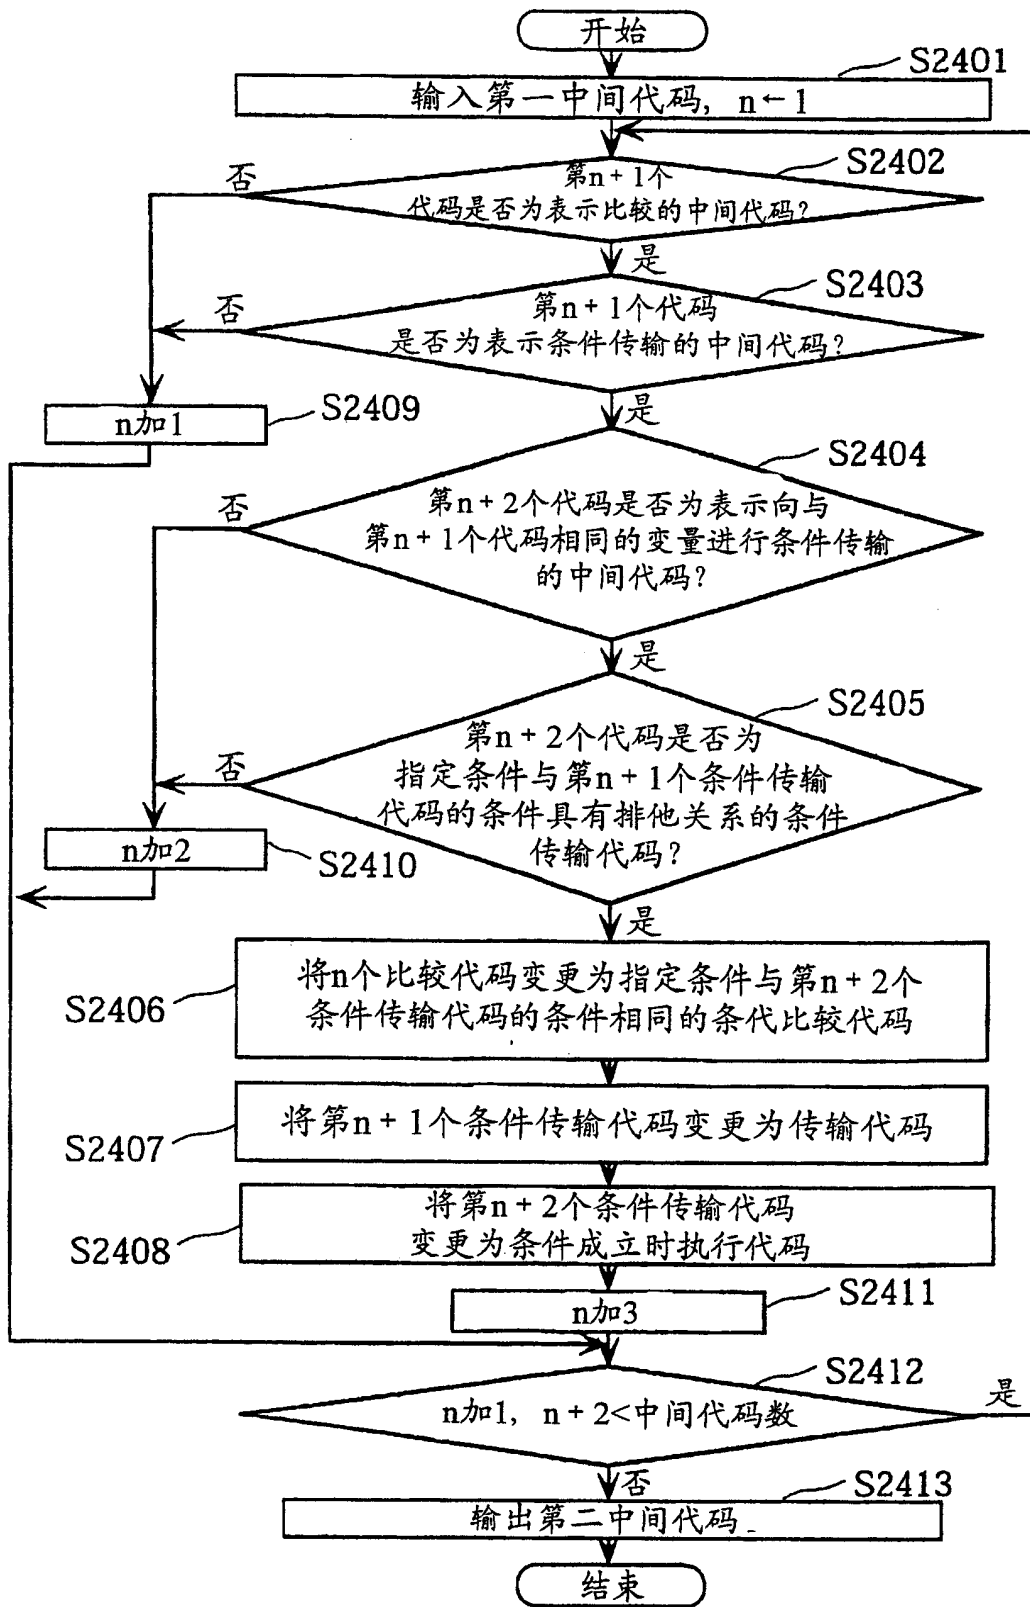 开始
S2401
输入第一中间代码, n←1
S2402
否
第n+1个
代码是否为表示比较的中间代码?
是
S2403
否
第n+1个代码
是否为表示条件传输的中间代码?
S2409
n加1
是
S2404
否
第n+2个代码是否为表示向与
第n+1个代码相同的变量进行条件传输
的中间代码?
是
S2405
否
第n+2个代码是否为
指定条件与第n+1个条件传输
代码的条件具有排他关系的条件
传输代码?
n加2
S2410
是
S2406
将n个比较代码变更为指定条件与第n+2个
条件传输代码的条件相同的条代比较代码
S2407
将第n+1个条件传输代码变更为传输代码
S2408
将第n+2个条件传输代码
变更为条件成立时执行代码
S2411
n加3
S2412
是
n加1, n+2<中间代码数
否
S2413
输出第二中间代码
结束